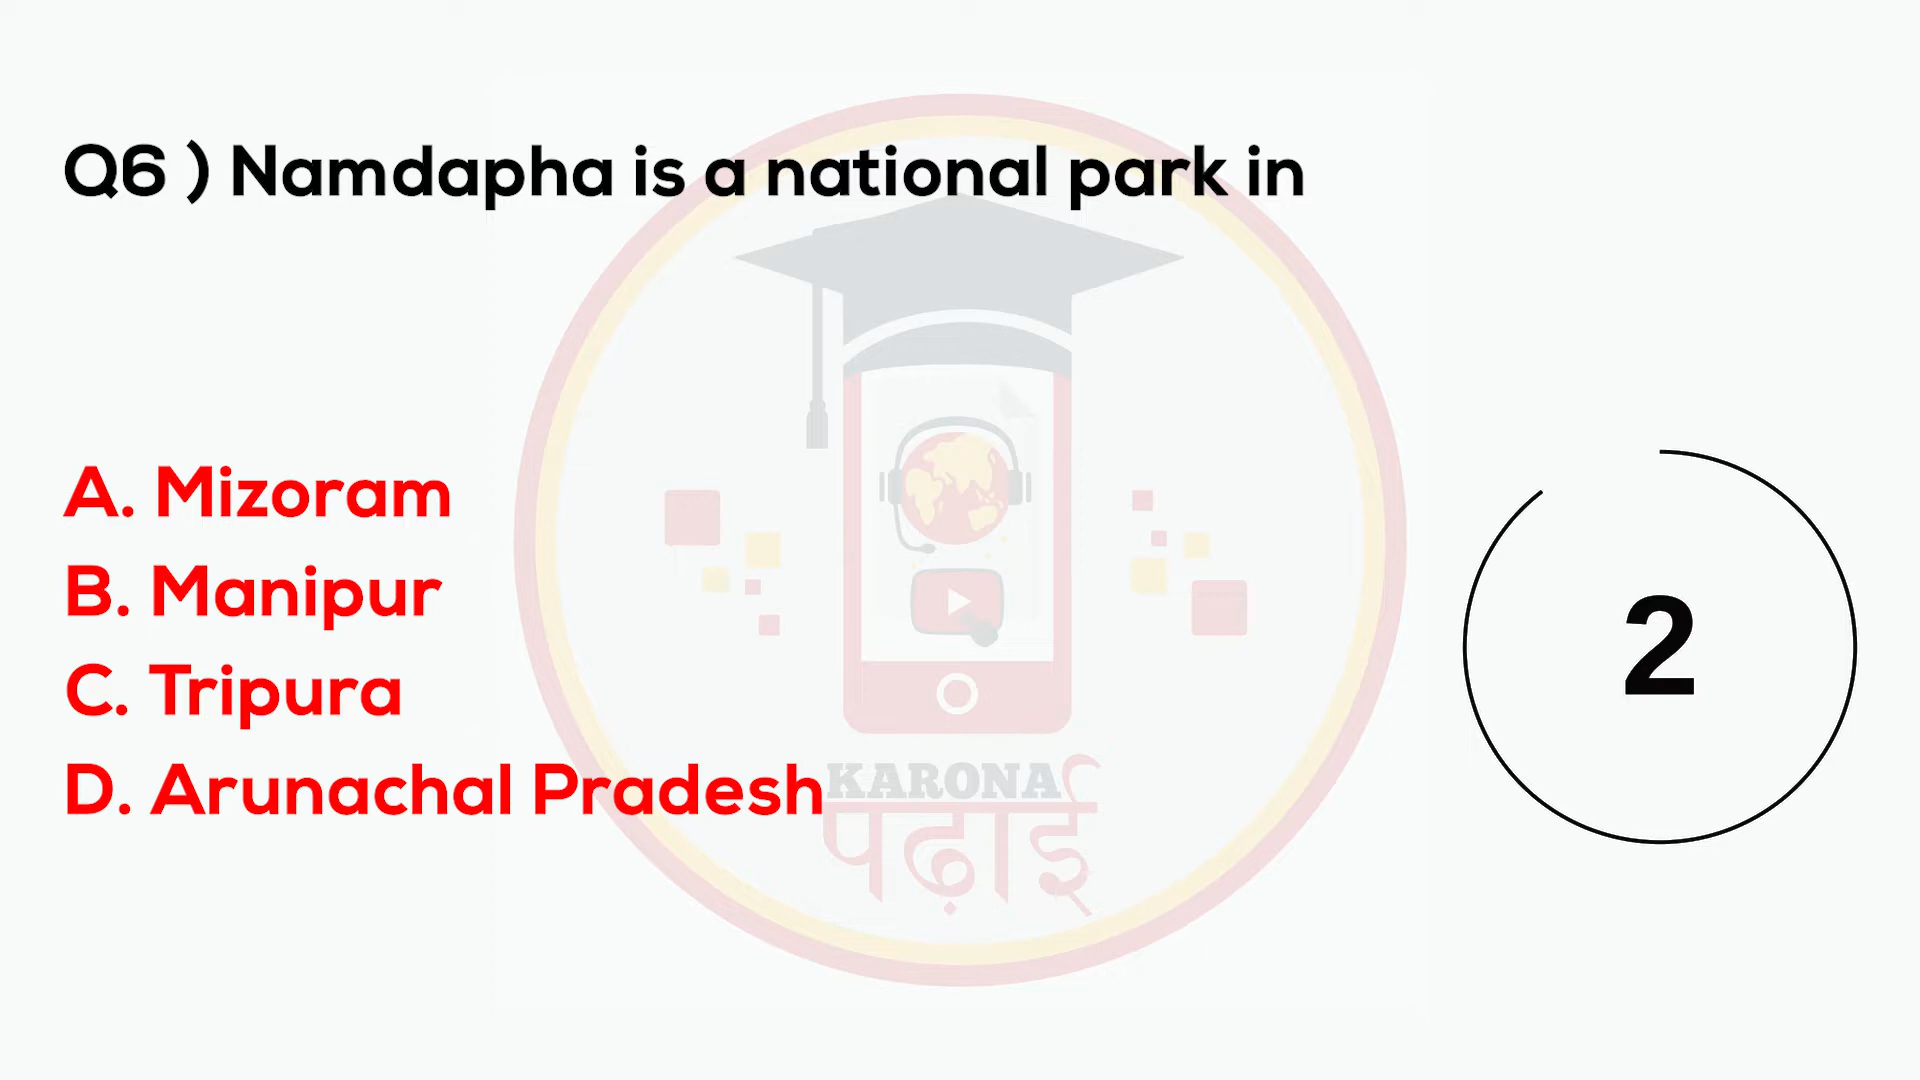 Q6 ) Namdapha is a national park in
A. Mizoram
B. Manipur
C. Tripura
D. Arunachal Pradesh
2
KARONA
पढ़ाई